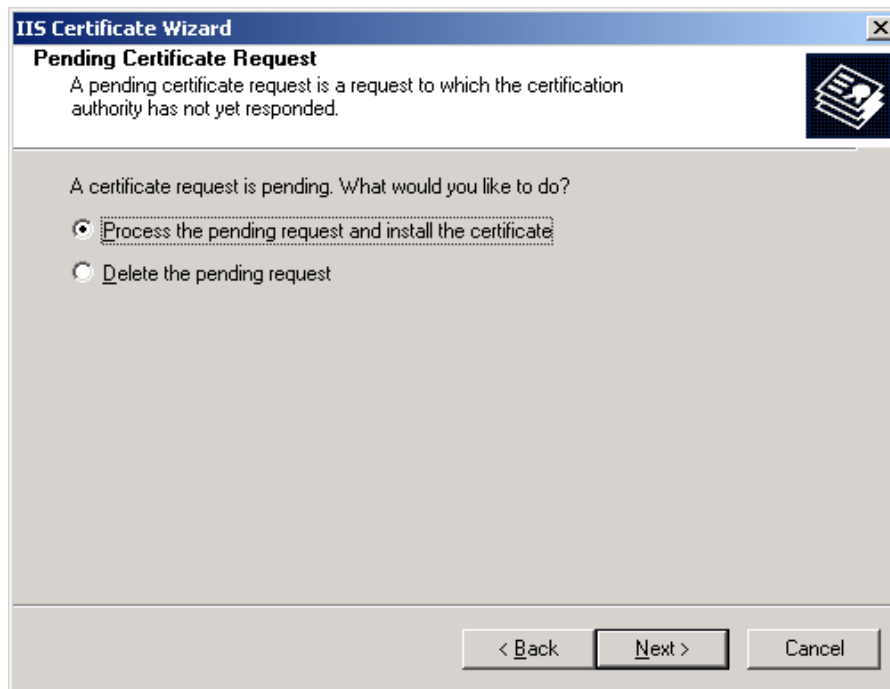 IIS Certificate Wizard
Pending Certificate Request
A pending certificate request is a request to which the certification
authority has not yet responded.
A certificate request is pending. What would you like to do?
Process the pending request and install the certificate
Delete the pending request
< Back
Next >
Cancel